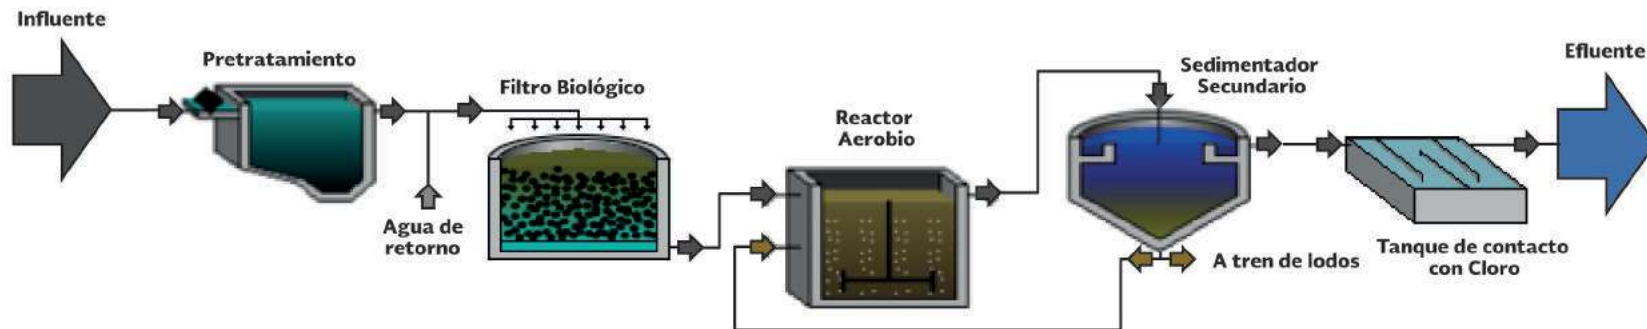 Influente
Pretratamiento
Agua de
retorno
Filtro Biológico
Reactor
Aerobio
Sedimentador
Secundario
A tren de lodos
Tanque de contacto
con Cloro
Efluente